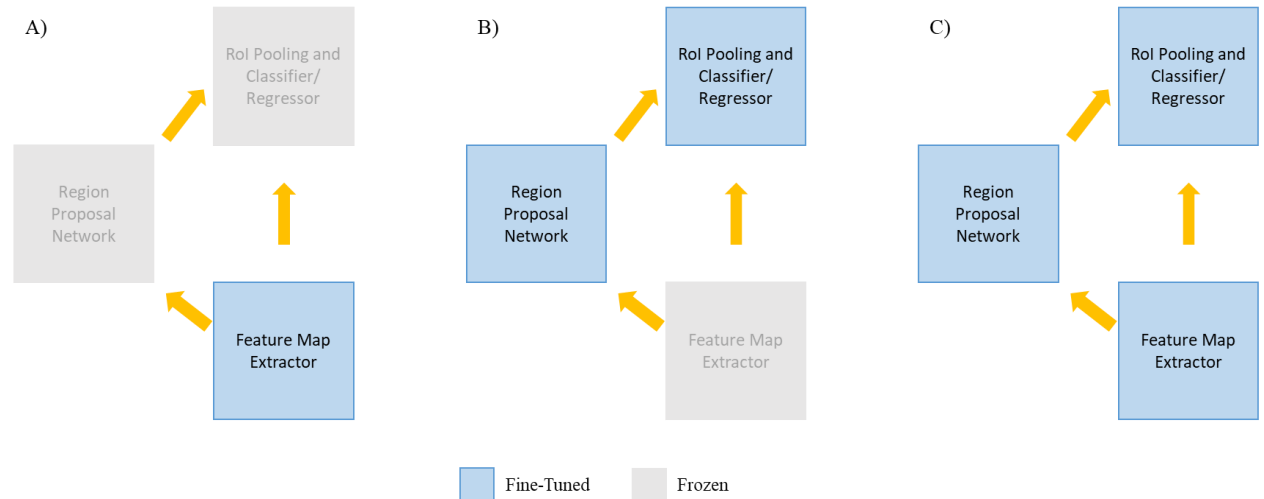 A)
RoI Pooling and
Classifier/
Regressor
Region
Proposal
Network
Feature Map
Extractor
B)
RoI Pooling and
Classifier/
Regressor
Region
Proposal
Network
Feature Map
Extractor
C)
RoI Pooling and
Classifier/
Regressor
Region
Proposal
Network
Feature Map
Extractor
Fine-Tuned
Frozen